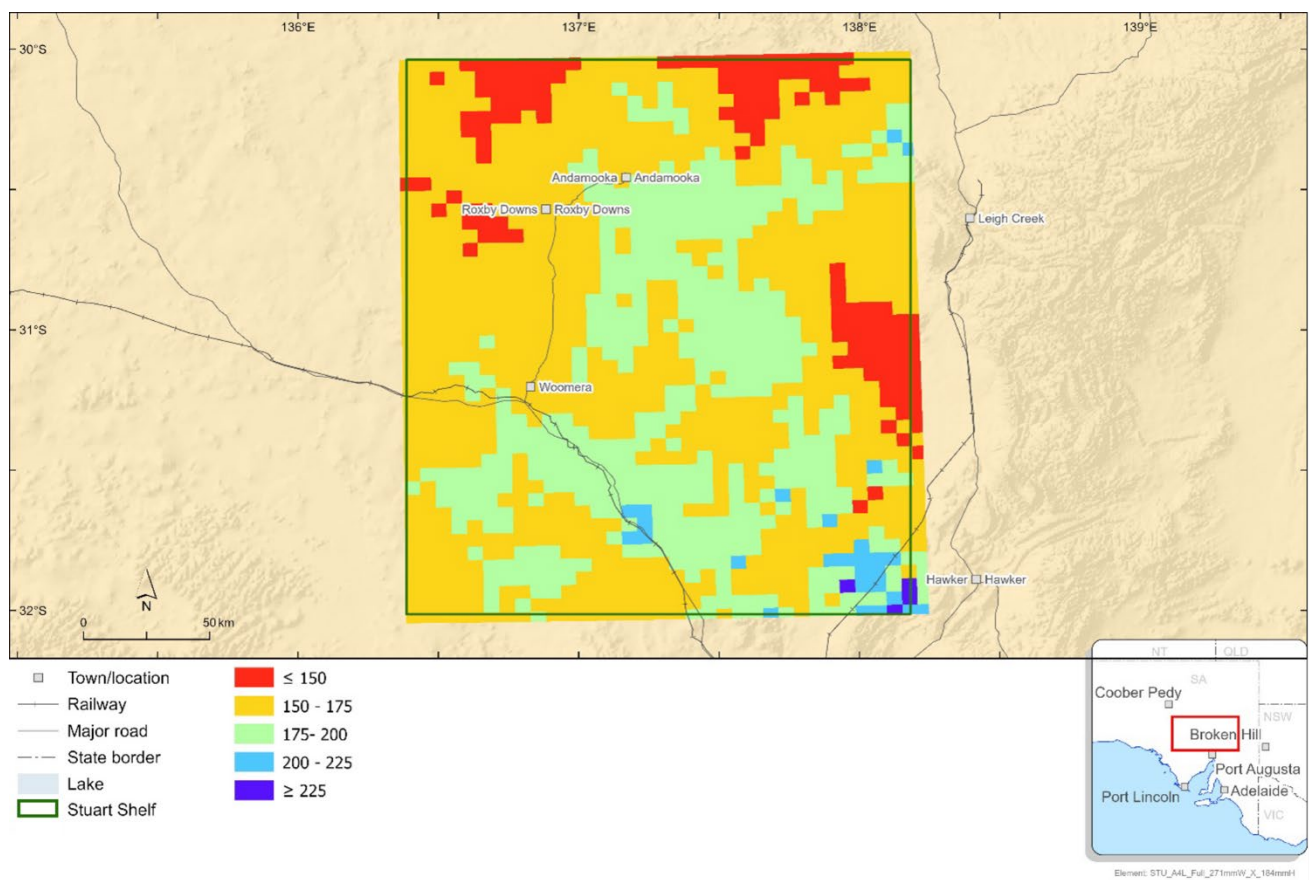 136°E 137°E 138°E 139°E
30°S
Andamooka Andamooka
Roxby Downs Roxby Downs
Leigh Creek
31°S
Woomera
Hawker Hawker
32°S
N
0 50 km
Town/location
Railway
Major road
State border
Lake
Stuart Shelf
≤ 150
150 - 175
175- 200
200 - 225
≥ 225
NT QLD
SA
Coober Pedy
NSW
Broken Hill
Port Augusta
Port Lincoln
Adelaide
VIC
Element: STU_A4L_Full_271mmW_X_184mmH